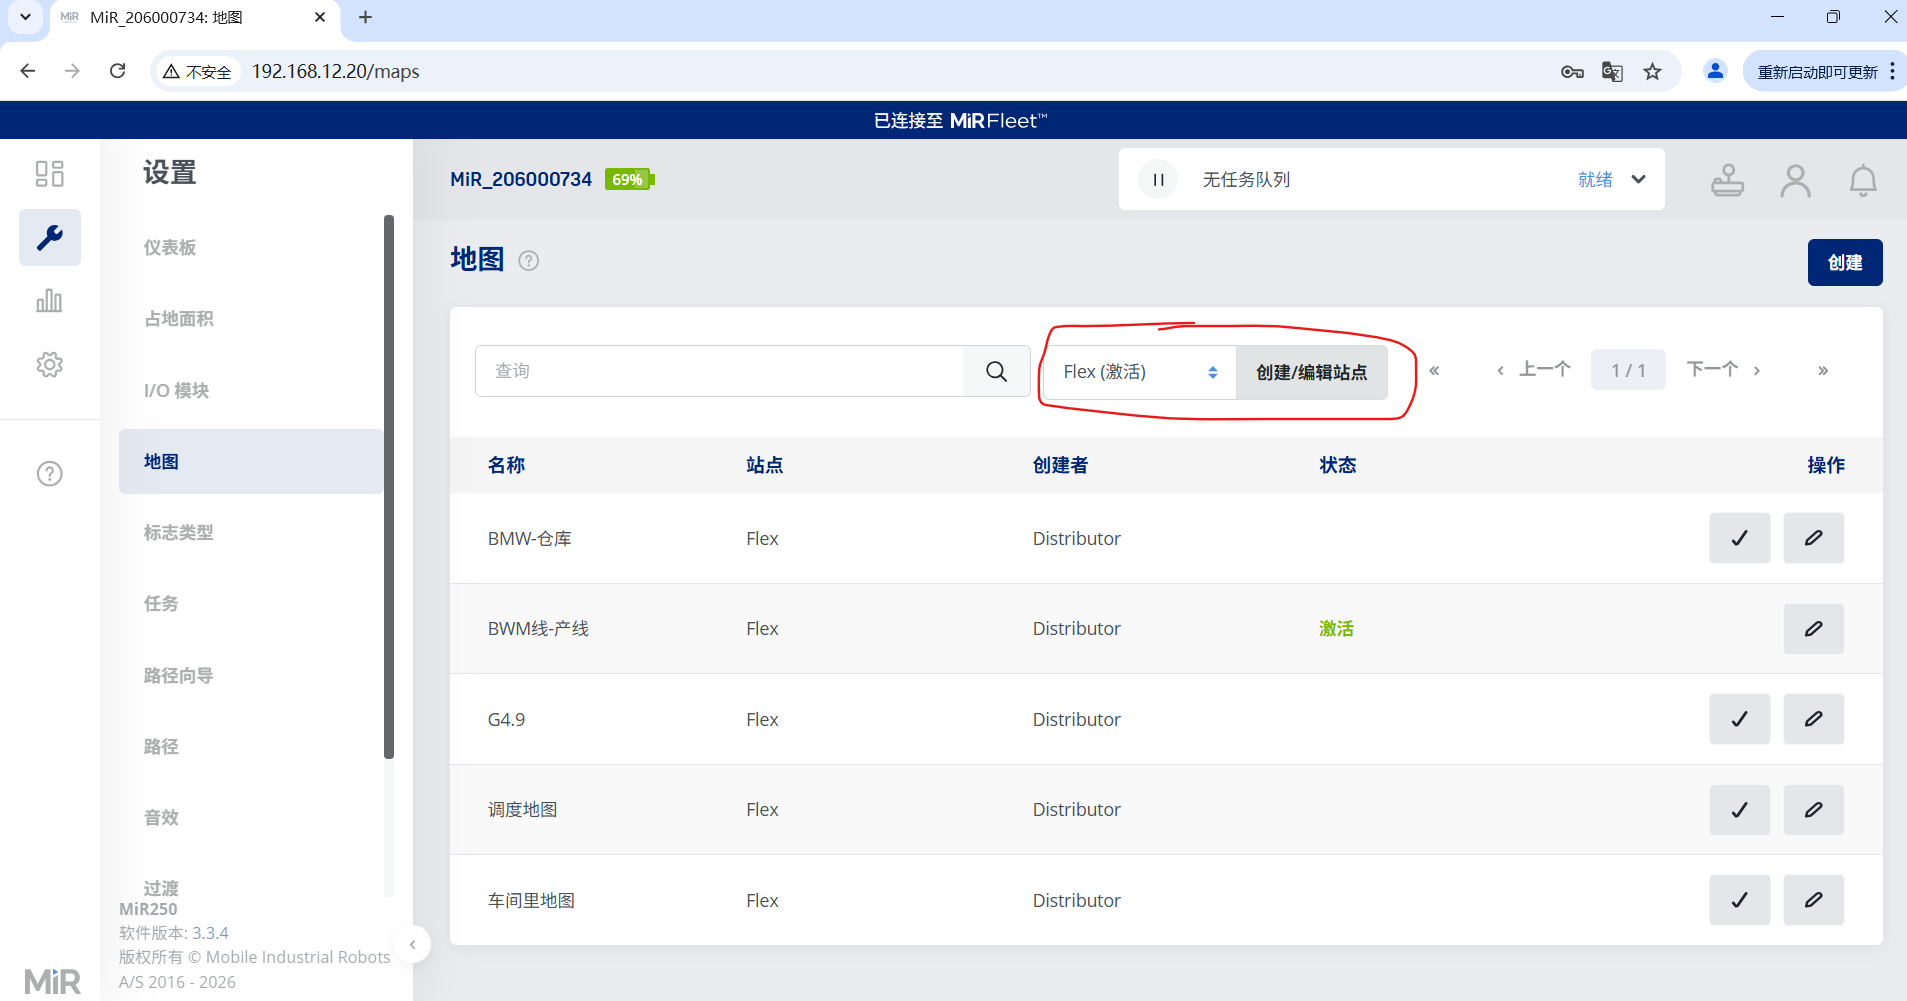 MiR_206000734: 地图
不安全
192.168.12.20/maps
重新启动即可更新
已连接至 MiRFleet™
设置
MiR_206000734
69%
无任务队列
就绪
仪表板
占地面积
I/O 模块
地图
标志类型
任务
路径向导
路径
音效
过渡
MiR250
软件版本: 3.3.4
版权所有 © Mobile Industrial Robots
A/S 2016 - 2026
MiR
地图
创建
查询
Flex (激活)
创建/编辑站点
« ‹ 上一个 1 / 1 下一个 › »
名称 站点 创建者 状态 操作
BMW-仓库 Flex Distributor
BWM线-产线 Flex Distributor 激活
G4.9 Flex Distributor
调度地图 Flex Distributor
车间里地图 Flex Distributor